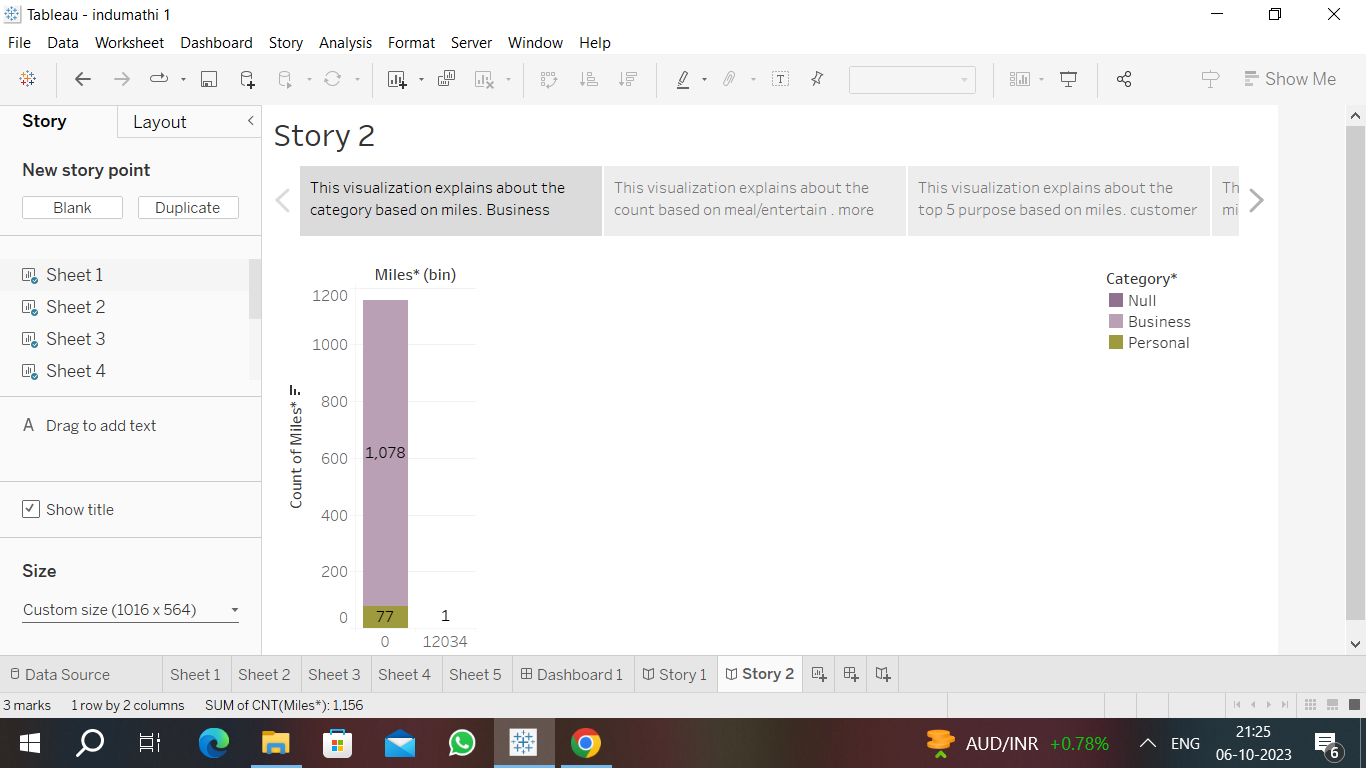 Tableau - indumathi 1
File Data Worksheet Dashboard Story Analysis Format Server Window Help
Show Me
Story
Layout
New story point
Blank
Duplicate
Sheet 1
Sheet 2
Sheet 3
Sheet 4
A Drag to add text
Show title
Size
Custom size (1016 x 564)
Story 2
This visualization explains about the
category based on miles. Business
This visualization explains about the
count based on meal/entertain . more
This visualization explains about the
top 5 purpose based on miles. customer
Th
mi
Miles* (bin)
Count of Miles*
1200
1000
800
600
400
200
0
1,078
77
1
0
12034
Category*
Null
Business
Personal
Data Source Sheet 1 Sheet 2 Sheet 3 Sheet 4 Sheet 5 Dashboard 1 Story 1 Story 2
3 marks 1 row by 2 columns SUM of CNT(Miles*): 1,156
AUD/INR +0.78% ENG
21:25
06-10-2023
6